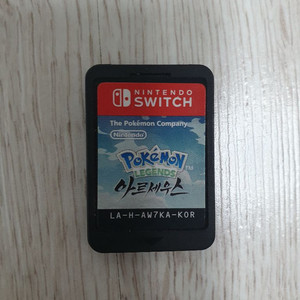 NINTENDO
SWITCH
The Pokémon Company
Nintendo
POKéMON
LEGENDS
아르세우스
LA-H-AW7KA-KOR